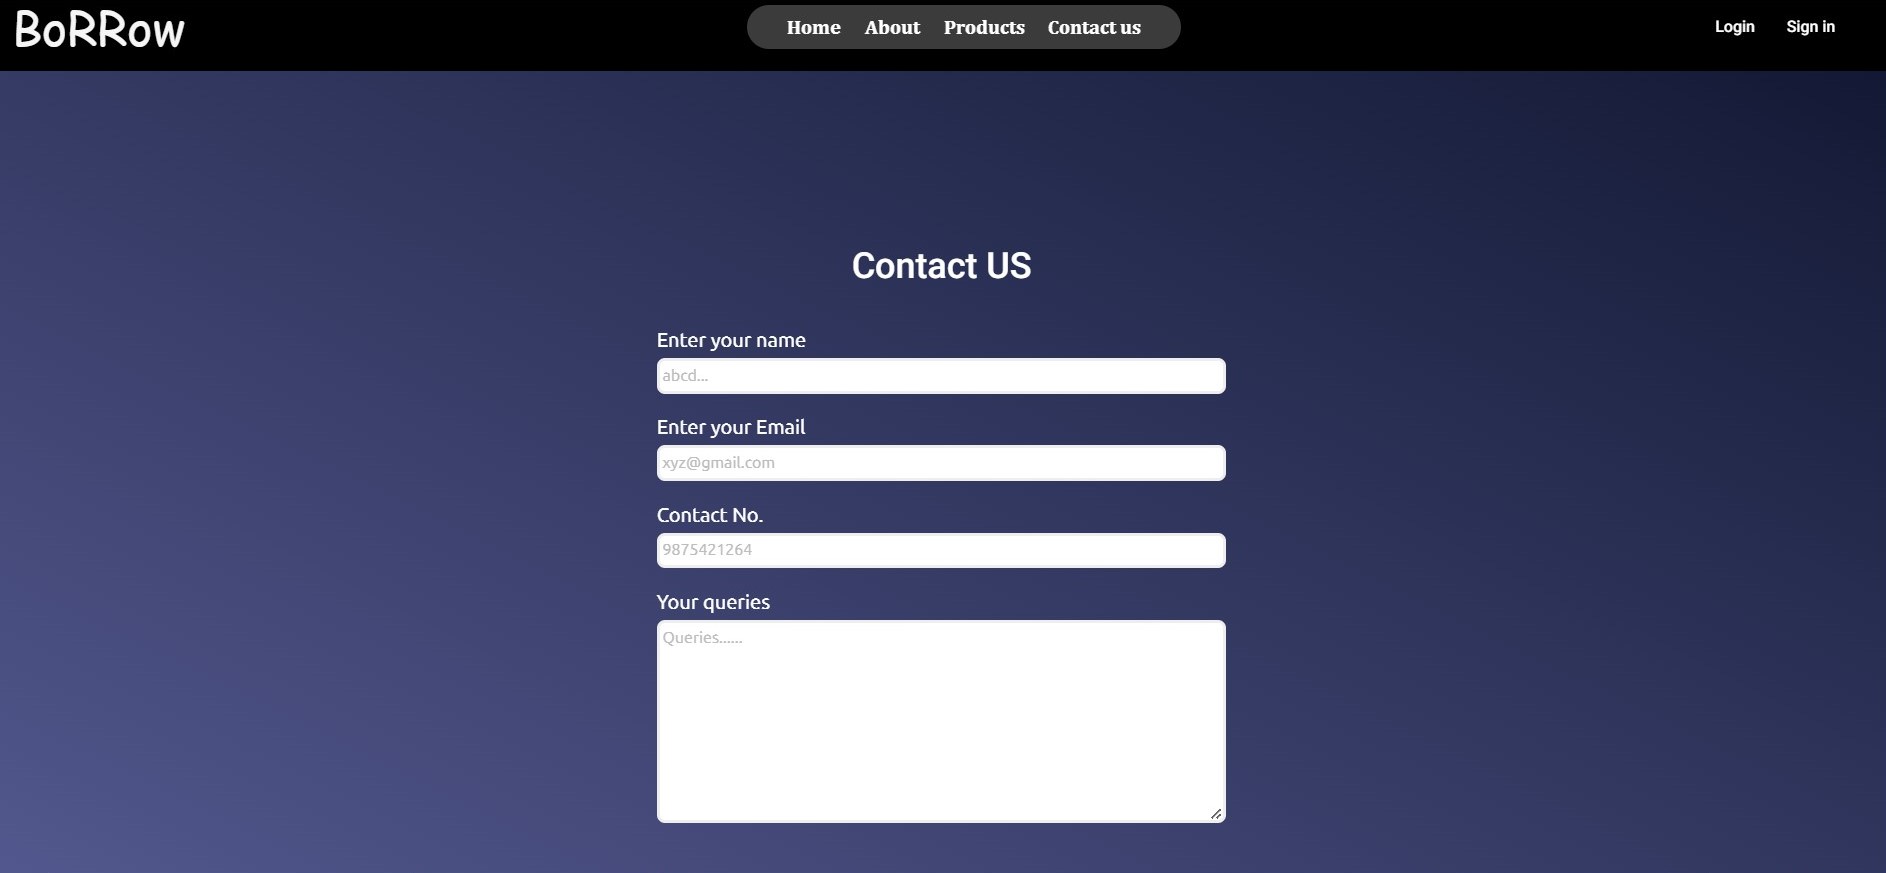 BoRRow
Home About Products Contact us
Login Sign in
Contact US
Enter your name
abcd...
Enter your Email
xyz@gmail.com
Contact No.
9875421264
Your queries
Queries......